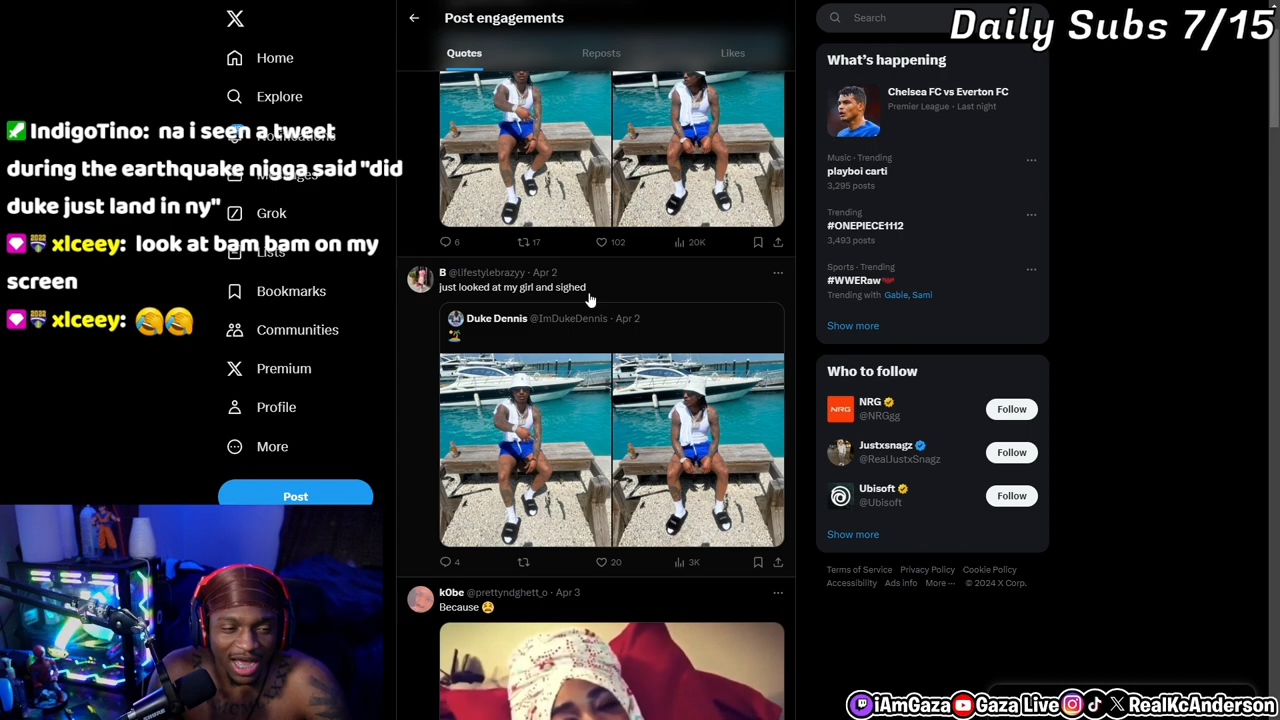 Daily Subs 7/15
IndigoTino: na i seen a tweet
during the earthquake nigga said "did
duke just land in ny"
xlceey: look at bam bam on my
screen
xlceey: 😂😂
Home
Explore
Grok
Lists
Bookmarks
Communities
Premium
Profile
More
Post
Post engagements
Quotes
Reposts
Likes
6
17
102
20K
B @lifestylebrazyy · Apr 2
just looked at my girl and sighed
Duke Dennis @ImDukeDennis · Apr 2
🏝️
4
20
3K
k0be @prettyndghett_o · Apr 3
Because 😫
Search
What's happening
Chelsea FC vs Everton FC
Premier League · Last night
Music · Trending
playboi carti
3,295 posts
Trending
#ONEPIECE1112
3,493 posts
Sports · Trending
#WWERaw
Trending with Gable, Sami
Show more
Who to follow
NRG
@NRGgg
Follow
Justxsnagz
@RealJustxSnagz
Follow
Ubisoft
@Ubisoft
Follow
Show more
Terms of Service Privacy Policy Cookie Policy
Accessibility Ads info More ··· © 2024 X Corp.
iAmGaza Gaza Live RealKcAnderson